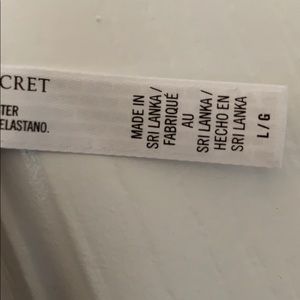 CRET
TER
ELASTANO.
MADE IN
SRI LANKA /
FABRIQUÉ
AU
SRI LANKA /
HECHO EN
SRI LANKA
L / G